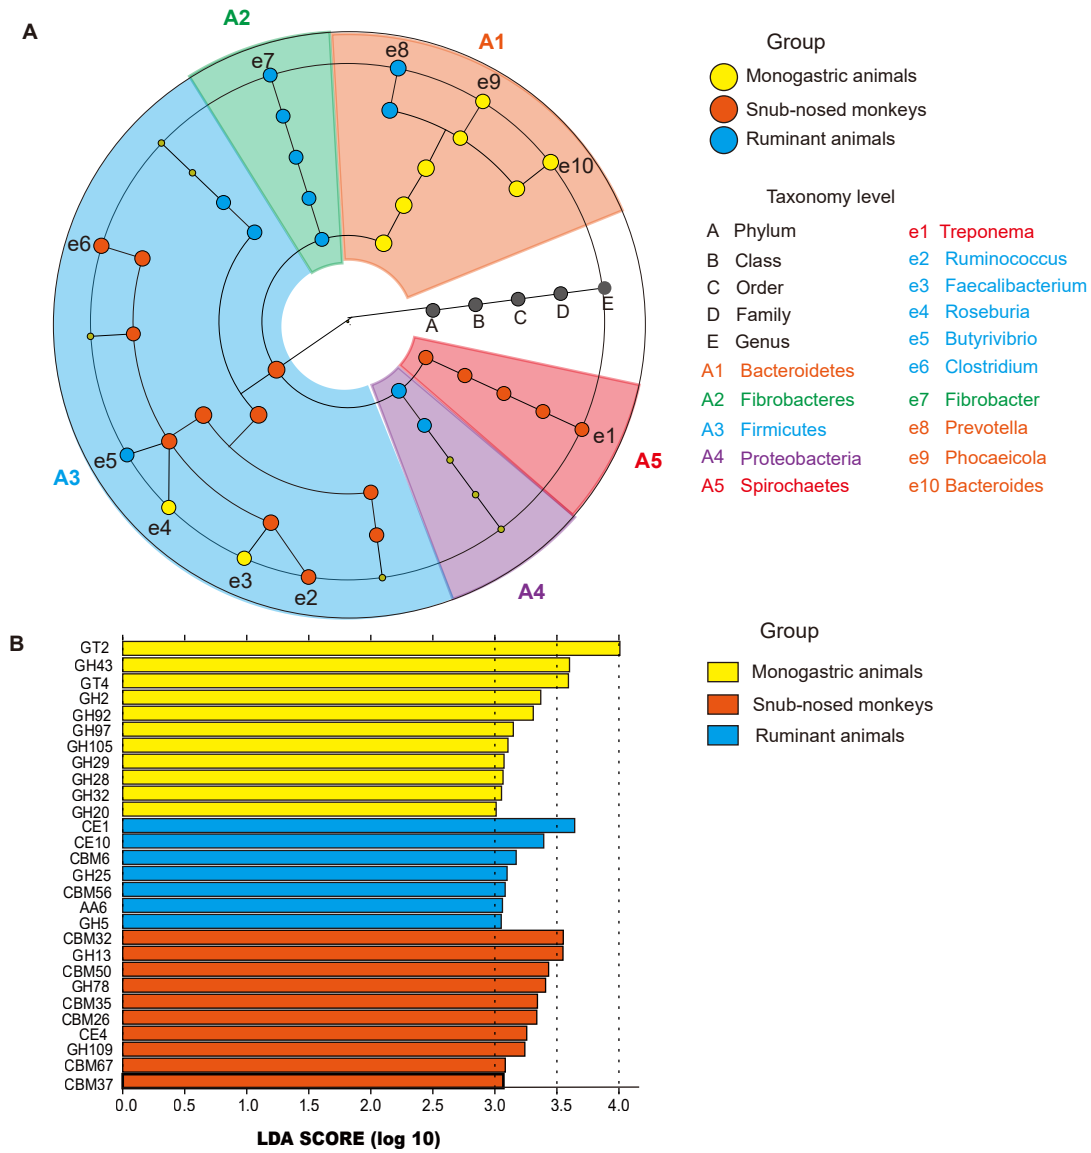 A
A2
A1
e7
e8
e9
e10
e6
A
B
C
D
E
e5
A3
e4
e3
e2
e1
A5
A4
Group
Monogastric animals
Snub-nosed monkeys
Ruminant animals
Taxonomy level
A Phylum
B Class
C Order
D Family
E Genus
A1 Bacteroidetes
A2 Fibrobacteres
A3 Firmicutes
A4 Proteobacteria
A5 Spirochaetes
e1 Treponema
e2 Ruminococcus
e3 Faecalibacterium
e4 Roseburia
e5 Butyrivibrio
e6 Clostridium
e7 Fibrobacter
e8 Prevotella
e9 Phocaeicola
e10 Bacteroides
B
GT2
GH43
GT4
GH2
GH92
GH97
GH105
GH29
GH28
GH32
GH20
CE1
CE10
CBM6
GH25
CBM56
AA6
GH5
CBM32
GH13
CBM50
GH78
CBM35
CBM26
CE4
GH109
CBM67
CBM37
0.0 0.5 1.0 1.5 2.0 2.5 3.0 3.5 4.0
LDA SCORE (log 10)
Group
Monogastric animals
Snub-nosed monkeys
Ruminant animals